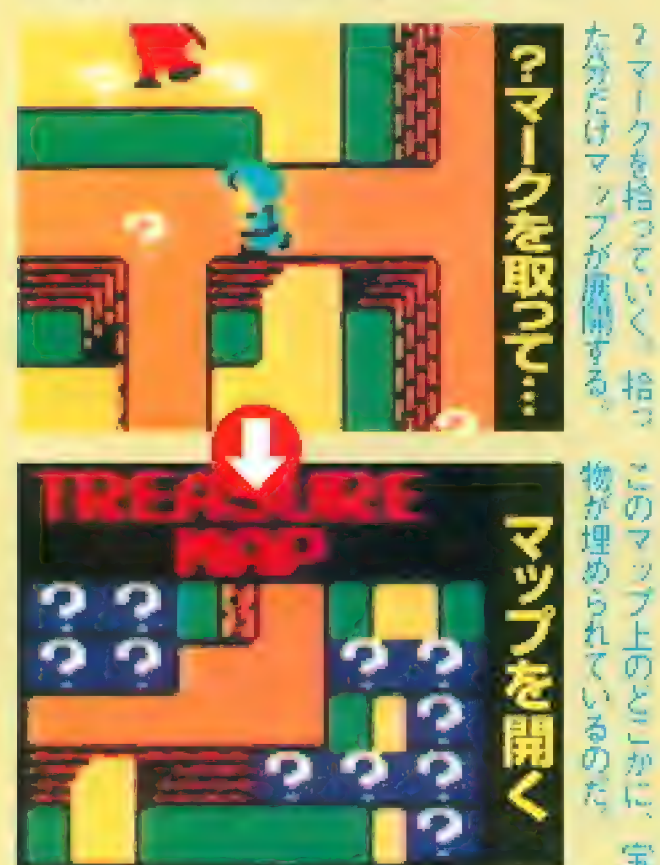 ?マークを拾っていく。拾っ
た分だけマップが展開する。
?マークを取って…
このマップ上のどこかに、宝
物が埋められているのだ。
マップを開く
TREASURE
MAP
? ?
? ?
? ?
?
? ? ?
?